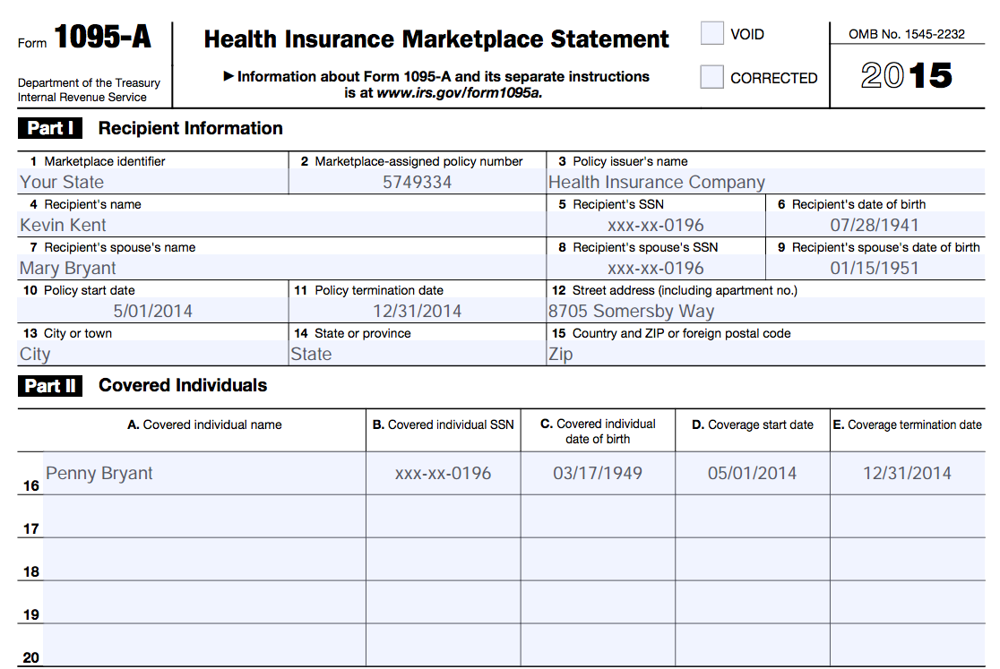 Form 1095-A
Department of the Treasury
Internal Revenue Service
Health Insurance Marketplace Statement
▶ Information about Form 1095-A and its separate instructions
is at www.irs.gov/form1095a.
VOID
CORRECTED
OMB No. 1545-2232
2015
Part I Recipient Information
1 Marketplace identifier 2 Marketplace-assigned policy number 3 Policy issuer's name
Your State 5749334 Health Insurance Company
4 Recipient's name 5 Recipient's SSN 6 Recipient's date of birth
Kevin Kent xxx-xx-0196 07/28/1941
7 Recipient's spouse's name 8 Recipient's spouse's SSN 9 Recipient's spouse's date of birth
Mary Bryant xxx-xx-0196 01/15/1951
10 Policy start date 11 Policy termination date 12 Street address (including apartment no.)
5/01/2014 12/31/2014 8705 Somersby Way
13 City or town 14 State or province 15 Country and ZIP or foreign postal code
City State Zip
Part II Covered Individuals
A. Covered individual name B. Covered individual SSN C. Covered individual date of birth D. Coverage start date E. Coverage termination date
16 Penny Bryant xxx-xx-0196 03/17/1949 05/01/2014 12/31/2014
17
18
19
20